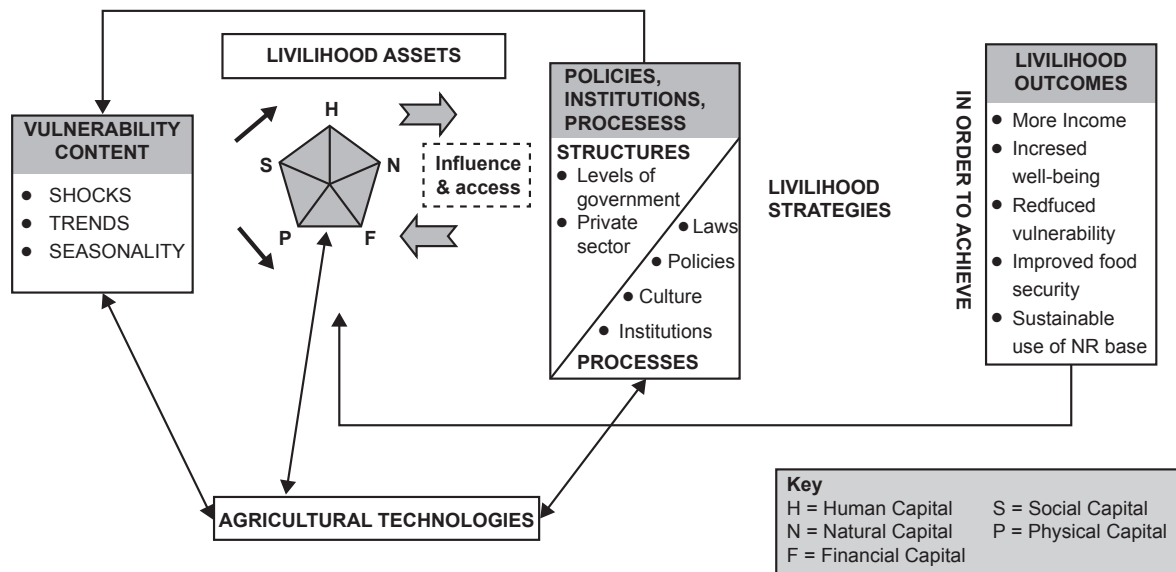 LIVILIHOOD ASSETS
VULNERABILITY
CONTENT
● SHOCKS
● TRENDS
● SEASONALITY
H
S
N
P
F
Influence
& access
POLICIES,
INSTITUTIONS,
PROCESESS
STRUCTURES
● Levels of
government
● Private
sector
● Laws
● Policies
● Culture
● Institutions
PROCESSES
LIVILIHOOD
STRATEGIES
IN ORDER TO ACHIEVE
LIVILIHOOD
OUTCOMES
● More Income
● Incresed
well-being
● Redfuced
vulnerability
● Improved food
security
● Sustainable
use of NR base
AGRICULTURAL TECHNOLOGIES
Key
H = Human Capital S = Social Capital
N = Natural Capital P = Physical Capital
F = Financial Capital